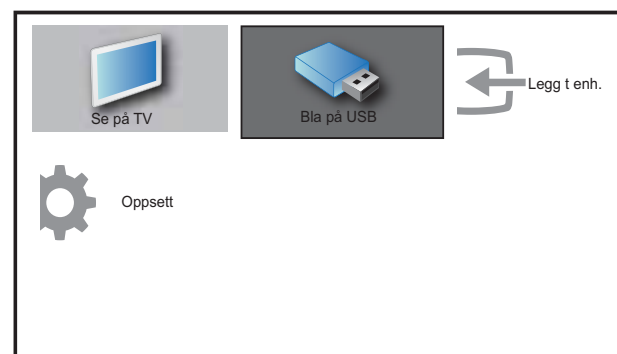 Se på TV
Bla på USB
Legg t enh.
Oppsett